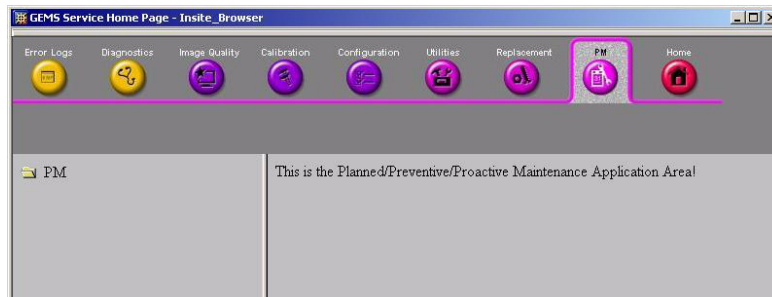 GEMS Service Home Page - Insite_Browser
Error Logs Diagnostics Image Quality Calibration Configuration Utilities Replacement PM Home
PM
This is the Planned/Preventive/Proactive Maintenance Application Area!